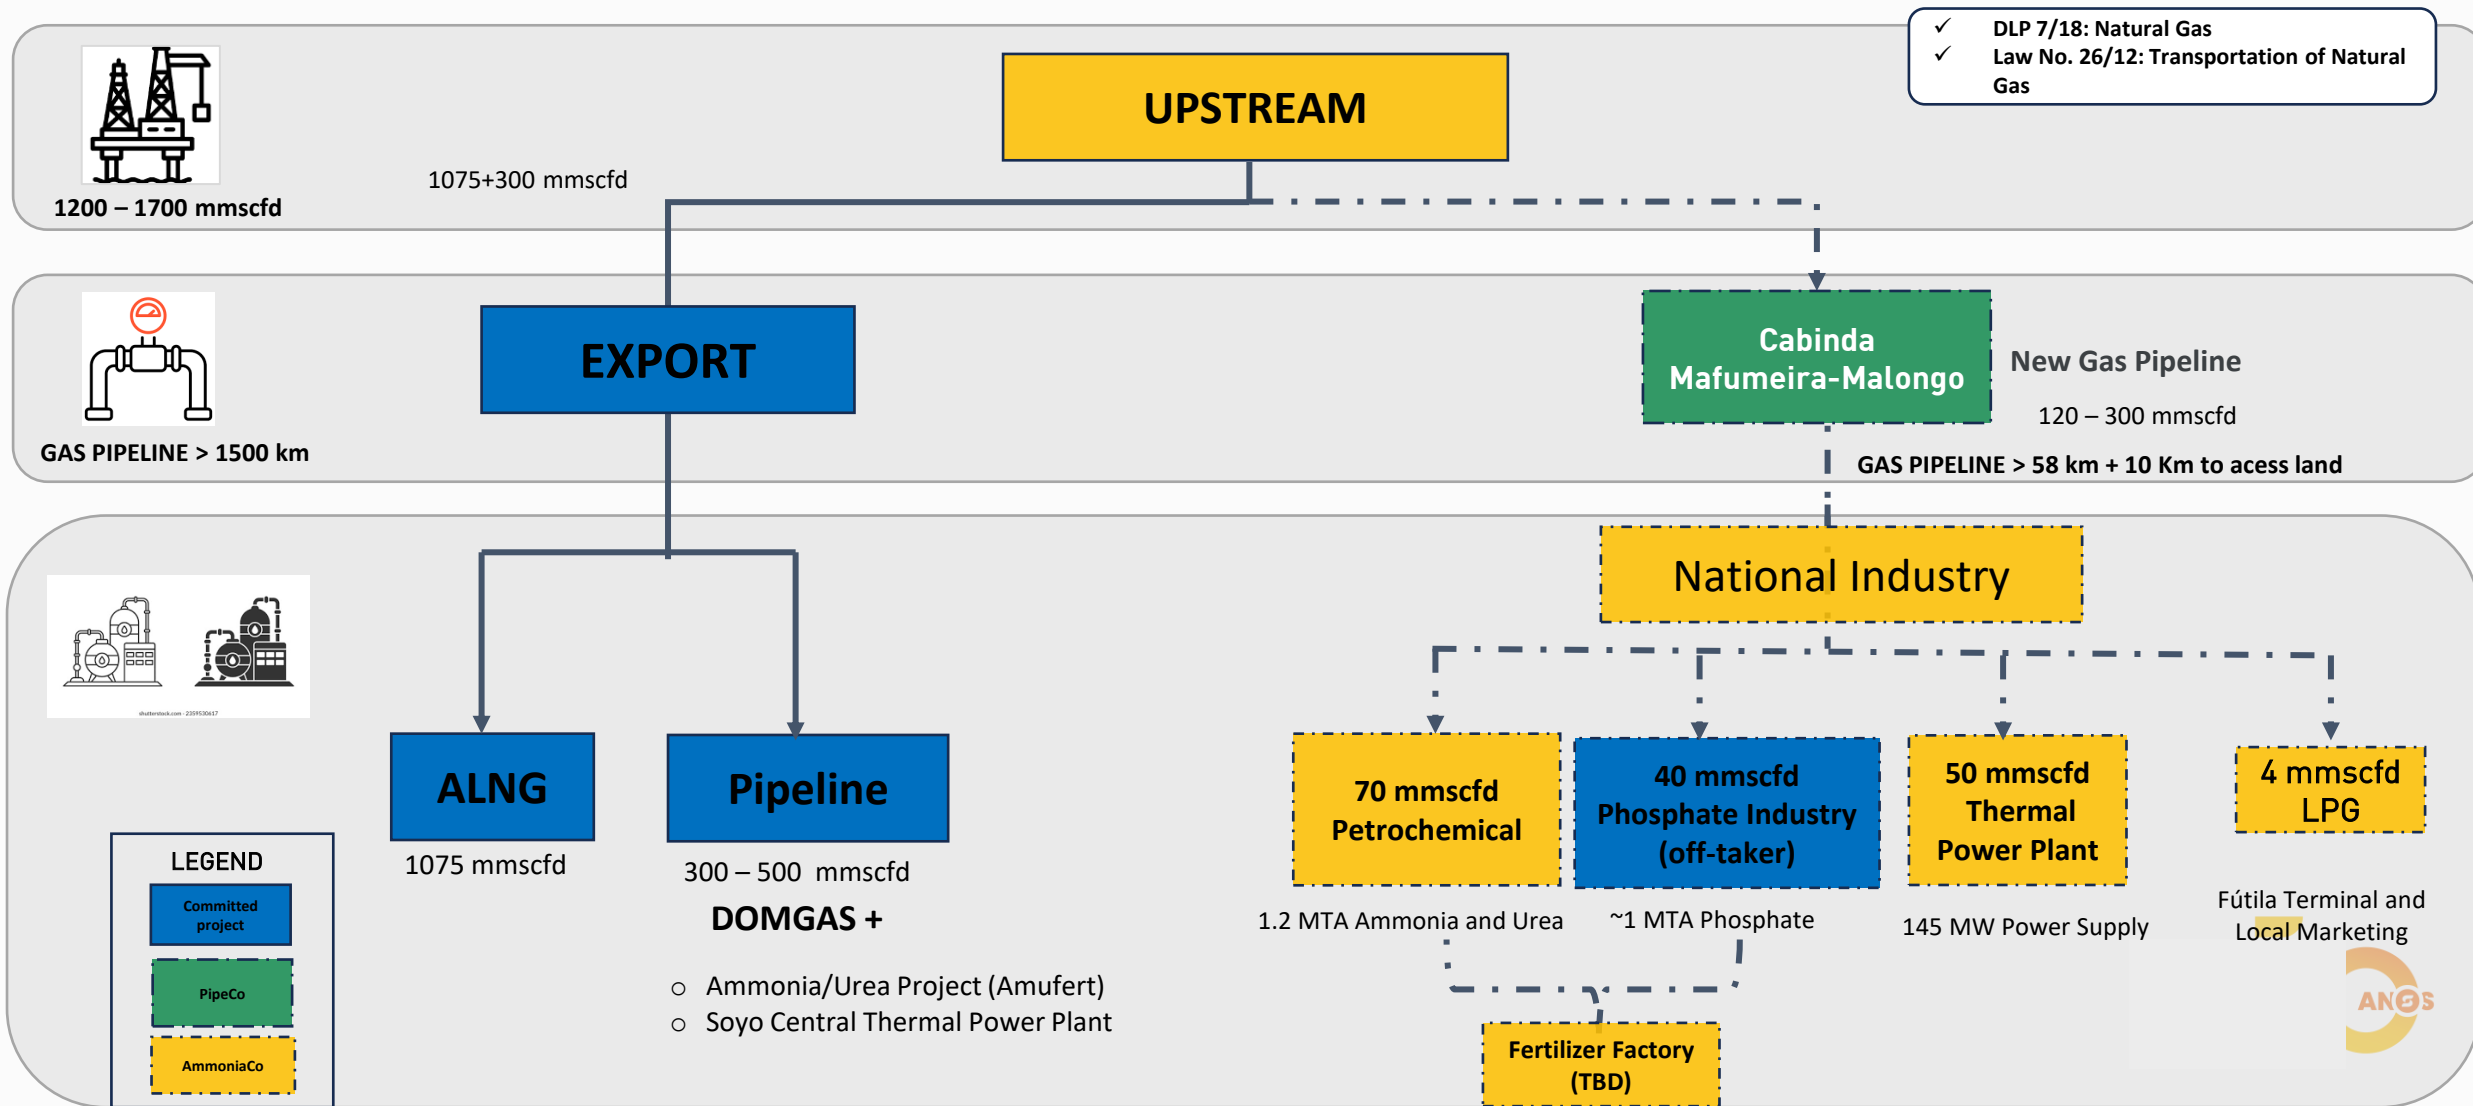 ✓ DLP 7/18: Natural Gas
✓ Law No. 26/12: Transportation of Natural
Gas
UPSTREAM
1075+300 mmscfd
1200 – 1700 mmscfd
EXPORT
Cabinda
Mafumeira-Malongo
New Gas Pipeline
120 – 300 mmscfd
GAS PIPELINE > 1500 km
GAS PIPELINE > 58 km + 10 Km to acess land
National Industry
shutterstock.com · 2359530617
ALNG
1075 mmscfd
Pipeline
300 – 500 mmscfd
DOMGAS +
o Ammonia/Urea Project (Amufert)
o Soyo Central Thermal Power Plant
70 mmscfd
Petrochemical
1.2 MTA Ammonia and Urea
40 mmscfd
Phosphate Industry
(off-taker)
~1 MTA Phosphate
50 mmscfd
Thermal
Power Plant
145 MW Power Supply
4 mmscfd
LPG
Fútila Terminal and
Local Marketing
Fertilizer Factory
(TBD)
LEGEND
Committed
project
PipeCo
AmmoniaCo
ANOS